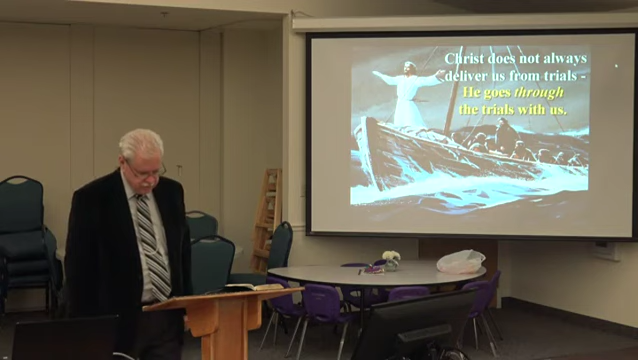 Christ does not always
deliver us from trials -
He goes through
the trials with us.